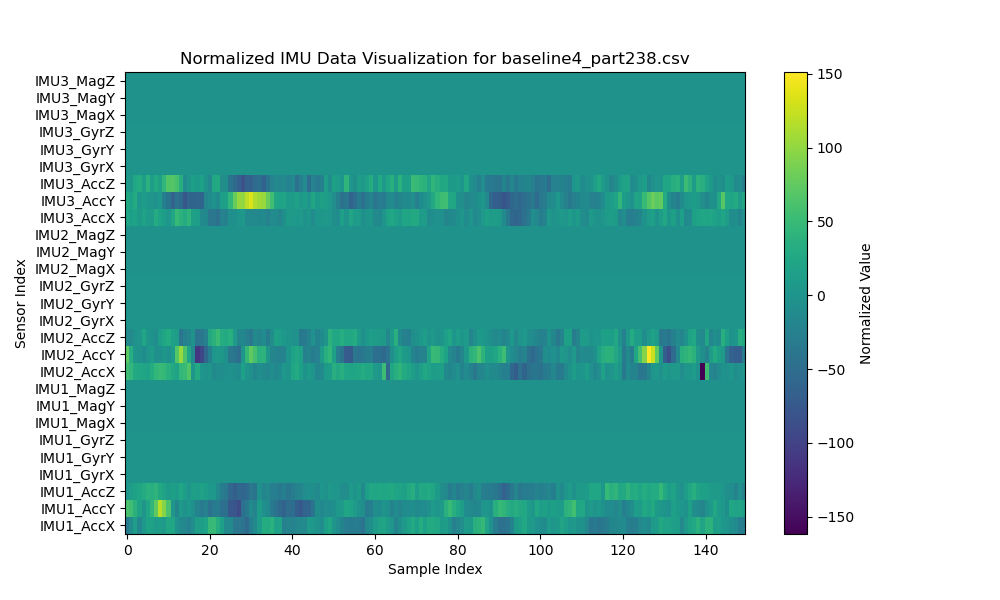 Normalized IMU Data Visualization for baseline4_part238.csv
IMU3_MagZ
IMU3_MagY
IMU3_MagX
IMU3_GyrZ
IMU3_GyrY
IMU3_GyrX
IMU3_AccZ
IMU3_AccY
IMU3_AccX
IMU2_MagZ
IMU2_MagY
IMU2_MagX
IMU2_GyrZ
IMU2_GyrY
IMU2_GyrX
IMU2_AccZ
IMU2_AccY
IMU2_AccX
IMU1_MagZ
IMU1_MagY
IMU1_MagX
IMU1_GyrZ
IMU1_GyrY
IMU1_GyrX
IMU1_AccZ
IMU1_AccY
IMU1_AccX
Sensor Index
0 20 40 60 80 100 120 140
Sample Index
150
100
50
0
−50
−100
−150
Normalized Value